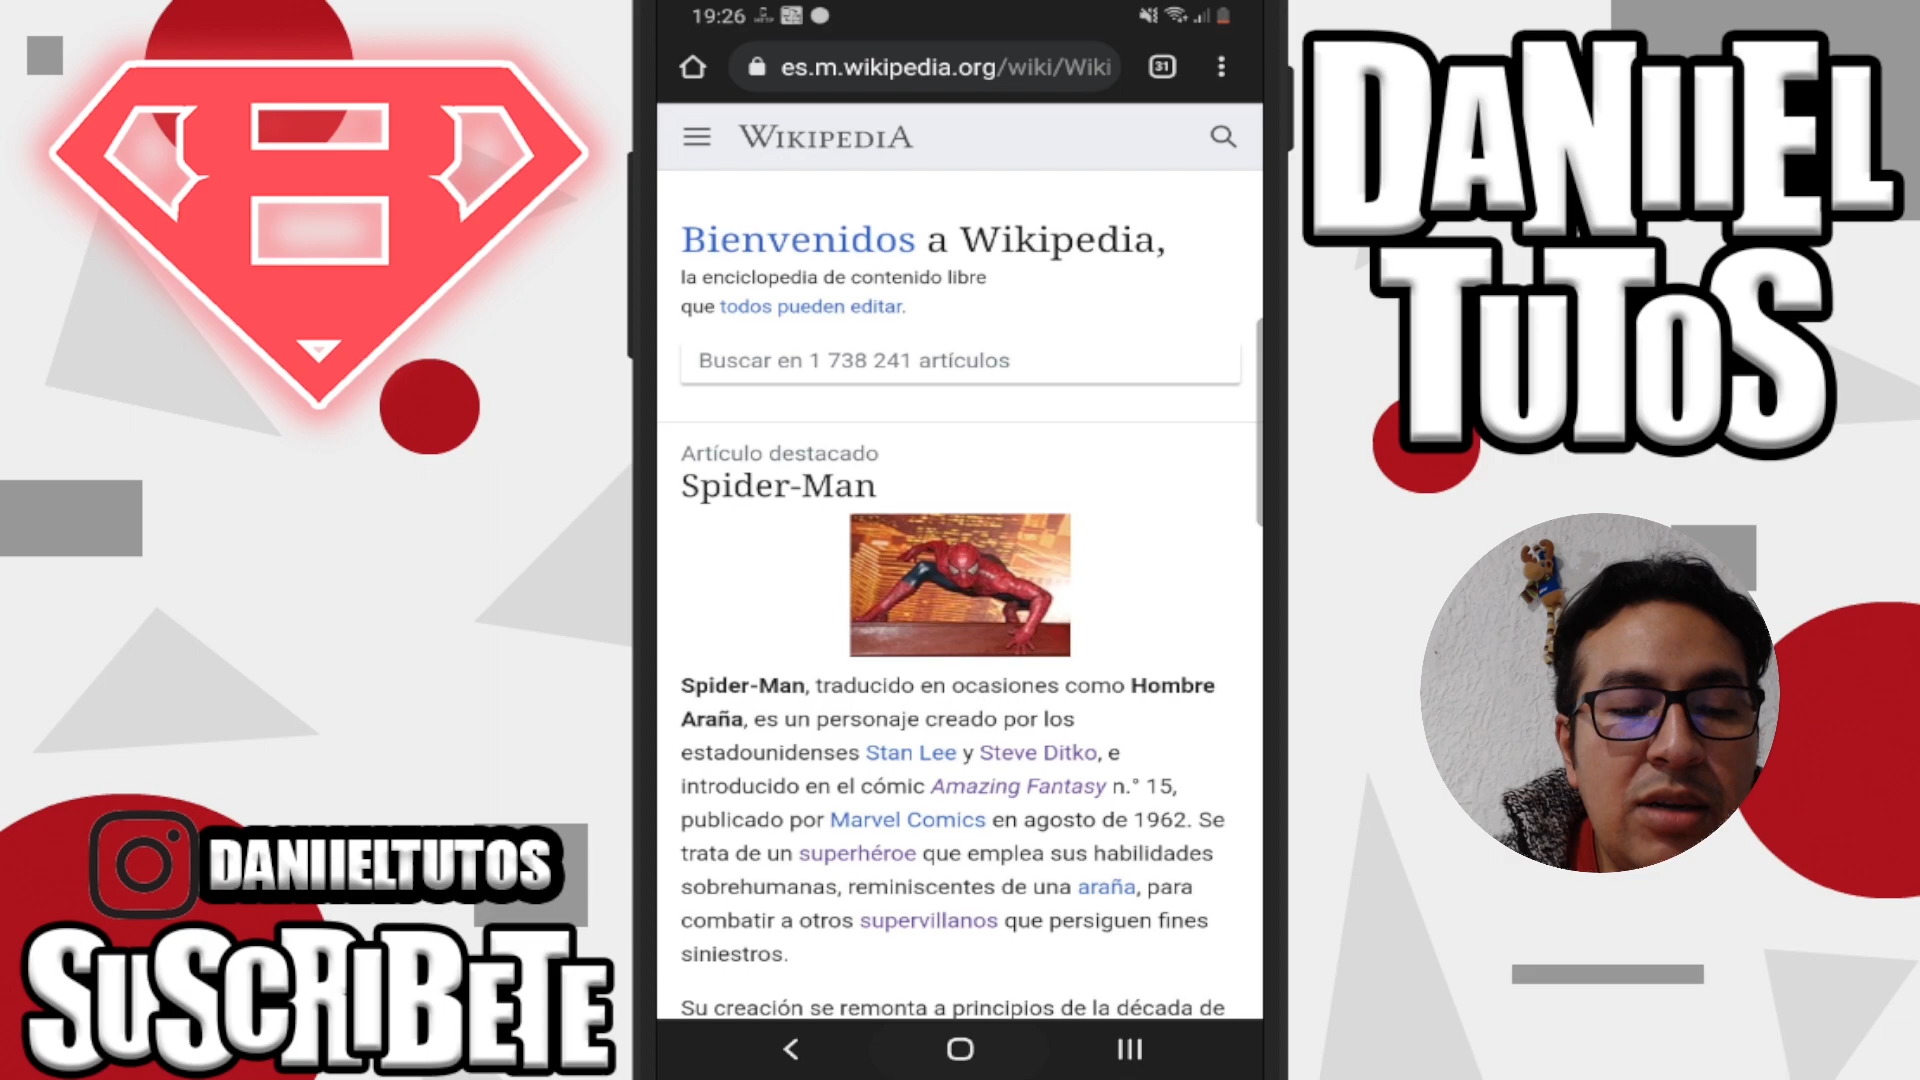 19:26
es.m.wikipedia.org/wiki/Wiki
31
WIKIPEDIA
Bienvenidos a Wikipedia,
la enciclopedia de contenido libre
que todos pueden editar.
Buscar en 1 738 241 artículos
Artículo destacado
Spider-Man
Spider-Man, traducido en ocasiones como Hombre
Araña, es un personaje creado por los
estadounidenses Stan Lee y Steve Ditko, e
introducido en el cómic Amazing Fantasy n.° 15,
publicado por Marvel Comics en agosto de 1962. Se
trata de un superhéroe que emplea sus habilidades
sobrehumanas, reminiscentes de una araña, para
combatir a otros supervillanos que persiguen fines
siniestros.
Su creación se remonta a principios de la década de
DANIIEL
TUTOS
DANIIELTUTOS
SUSCRIBETE